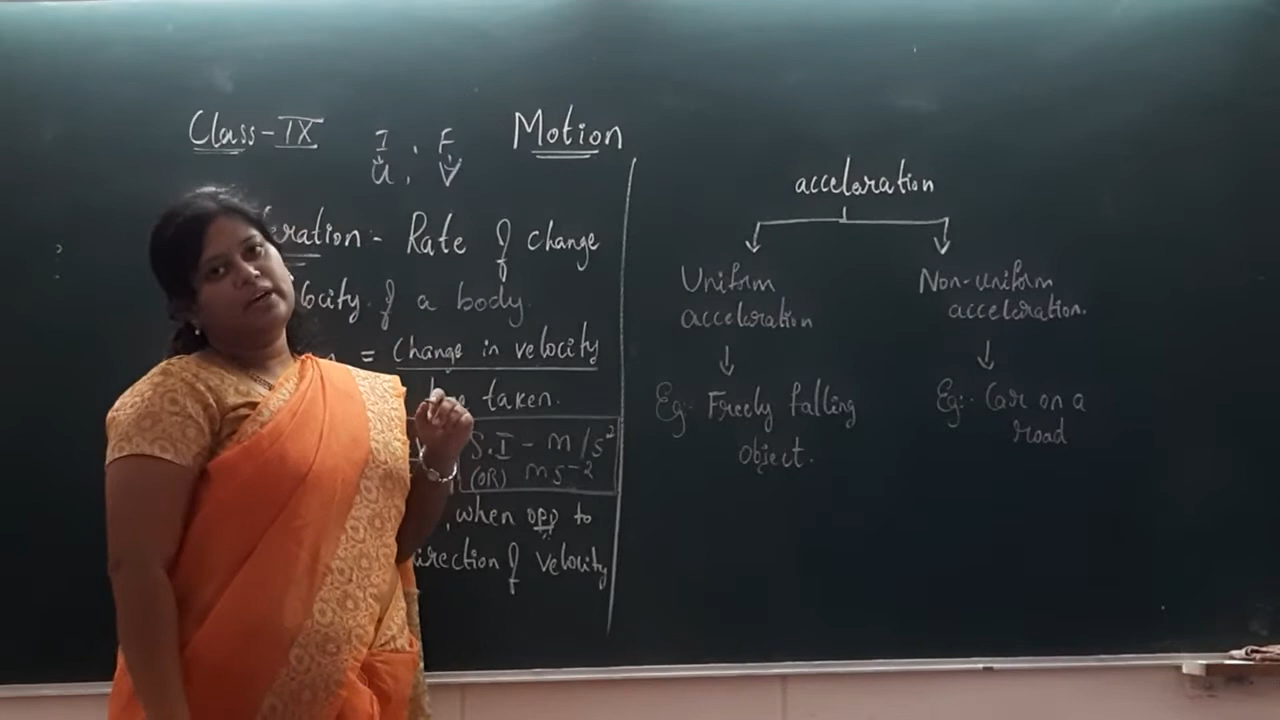 Class-IX
I , F
U , V
Motion
eration:- Rate of change
locity of a body.
n = Change in velocity
taken.
S.I - m/s²
(OR) ms⁻²
, when opp to
direction of velocity
acceleration
Uniform
acceleration
Eg:- Freely falling
object.
Non-uniform
acceleration.
Eg:- Car on a
road